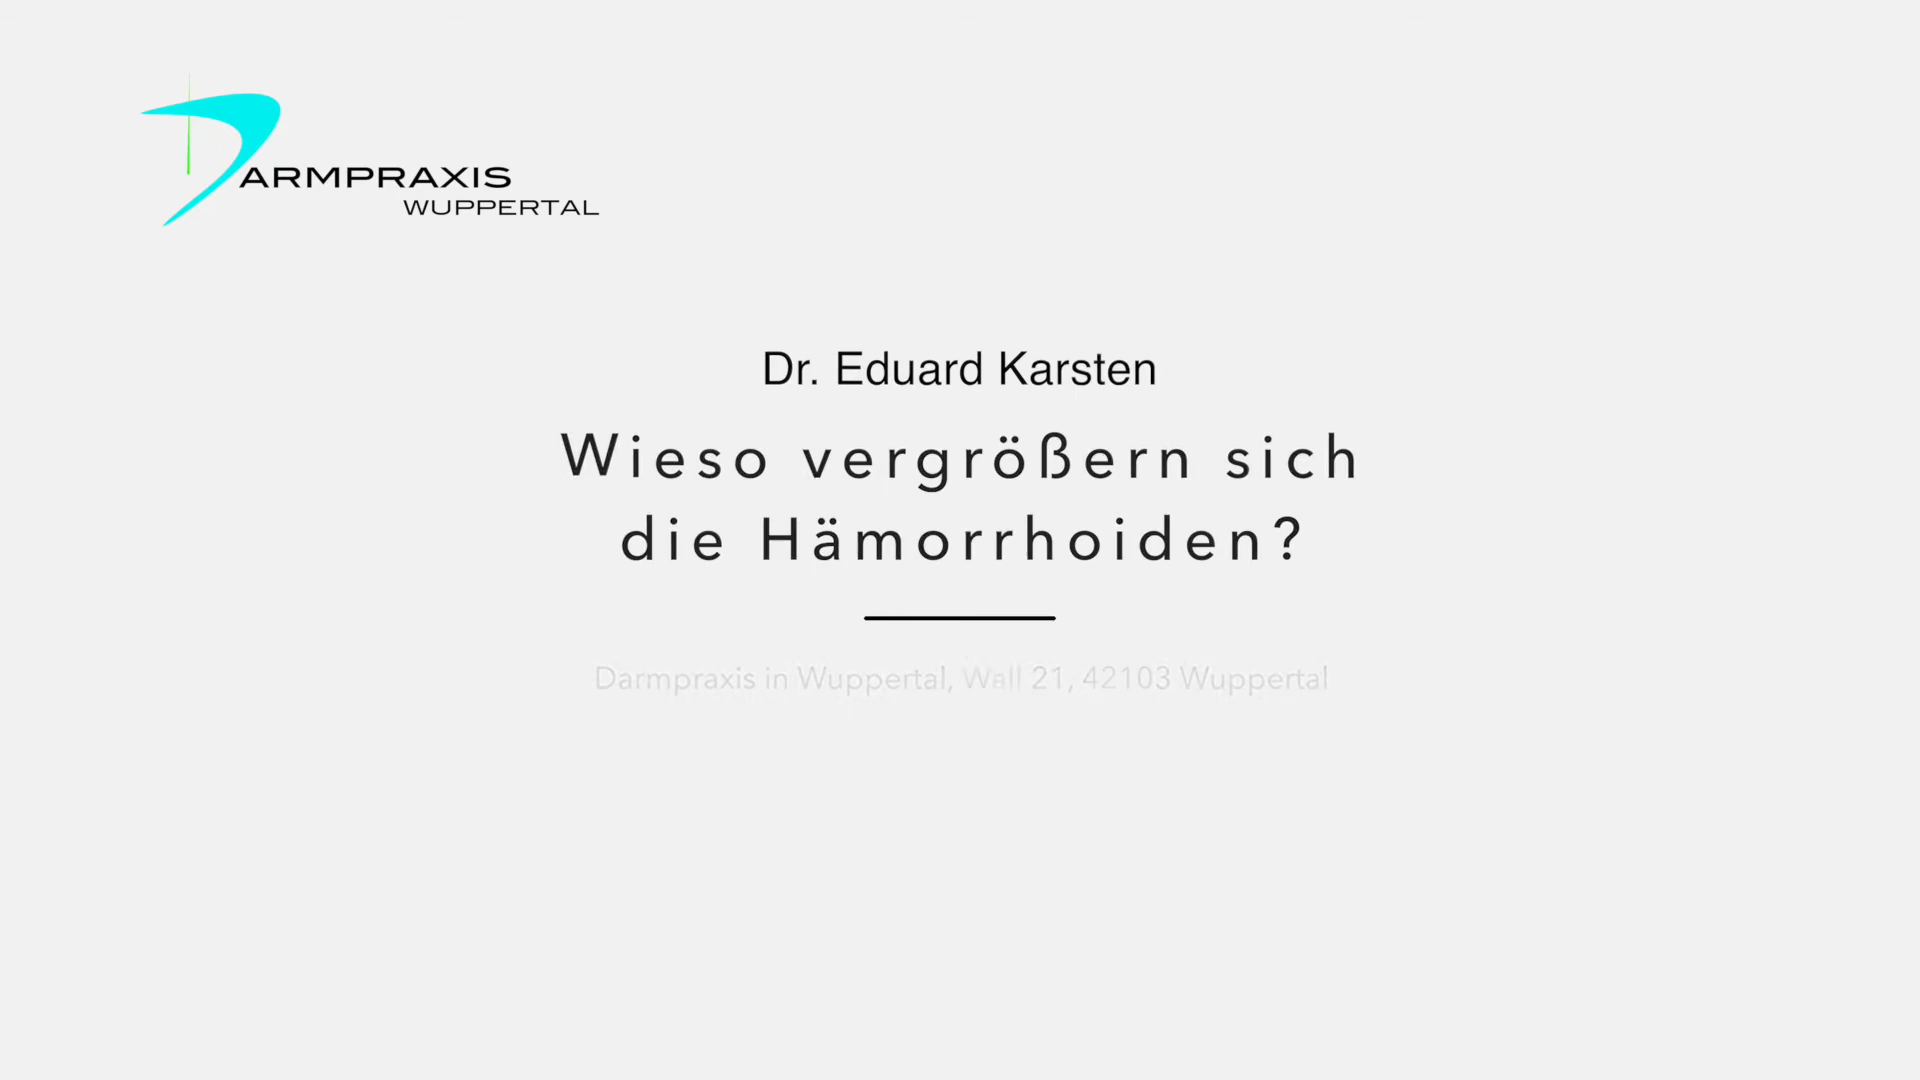 DARMPRAXIS
WUPPERTAL
Dr. Eduard Karsten
Wieso vergrößern sich
die Hämorrhoiden?
Darmpraxis in Wuppertal, Wall 21, 42103 Wuppertal